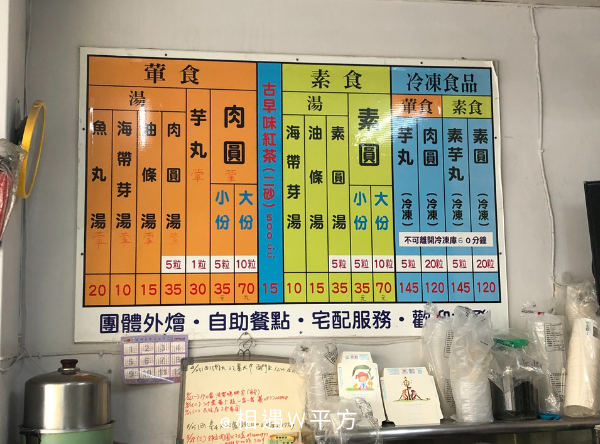 葷食
湯
魚丸湯 20
海帶芽湯 10
油條湯 15
肉圓湯 5粒 35
芋丸 1粒 30
肉圓
小份 5粒 35
大份 10粒 70
古早味紅茶(二砂)500cc 15
素食
湯
海帶芽湯 10
油條湯 15
素圓湯 5粒 35
素圓
小份 5粒 35
大份 10粒 70
冷凍食品
葷食 素食
芋丸(冷凍) 5粒 145
肉圓(冷凍) 20粒 120
素芋丸(冷凍) 5粒 145
素圓(冷凍) 20粒 120
不可離開冷凍庫60分鐘
團體外燴・自助餐點・宅配服務・歡迎
@相遇W平方